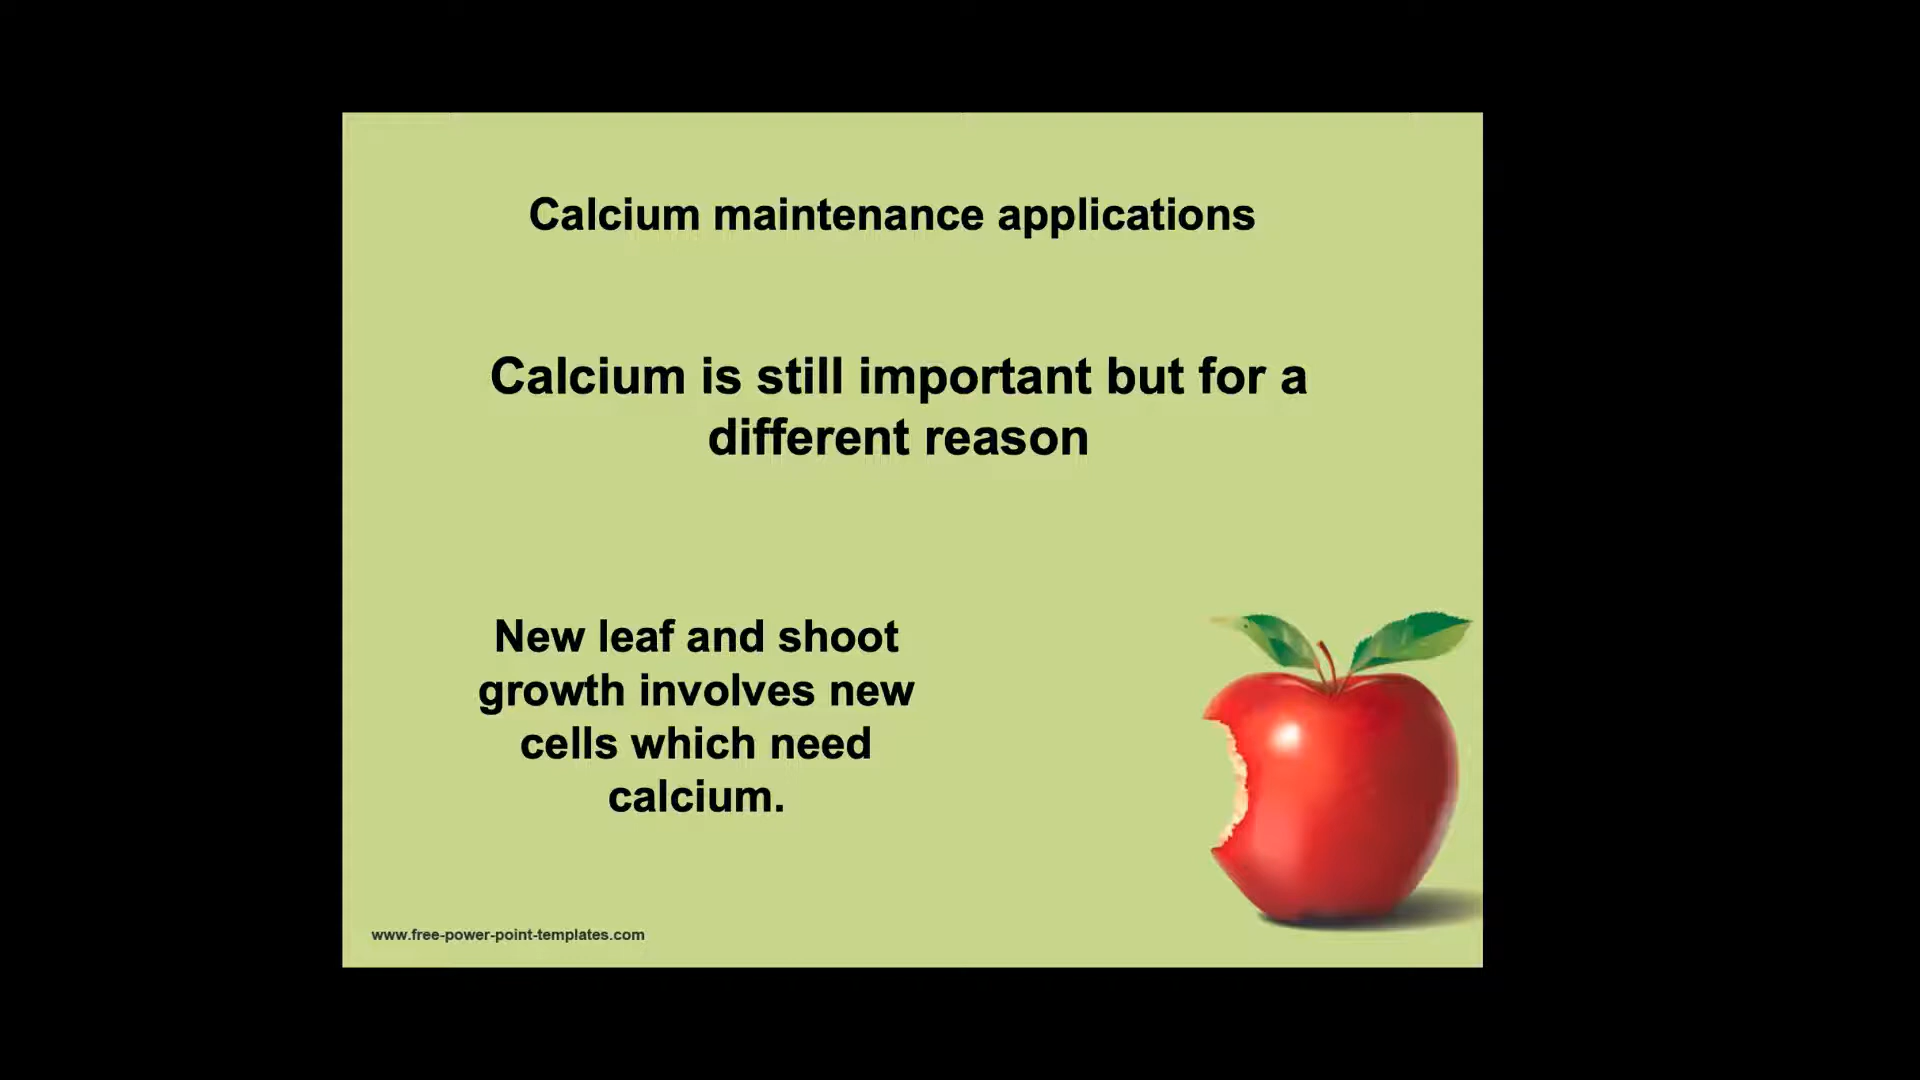 Calcium maintenance applications
Calcium is still important but for a
different reason
New leaf and shoot
growth involves new
cells which need
calcium.
www.free-power-point-templates.com